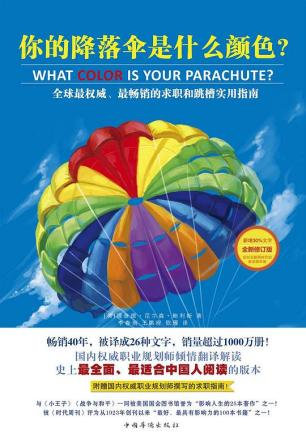 你的降落伞是什么颜色?
WHAT COLOR IS YOUR PARACHUTE?
全球最权威、最畅销的求职和跳槽实用指南
新增30%文字
全新修订版
畅销40年，被译成26种文字，销量超过1000万册!
国内权威职业规划师倾情翻译解读
史上最全面、最适合中国人阅读的版本
附赠国内权威职业规划师撰写的求职指南!
与《小王子》《战争与和平》一同被美国国会图书馆誉为“影响人生的25本著作”之一!
被《时代周刊》评为从1923年创刊以来“最好、最具有影响力的100本书籍”之一!
中国华侨出版社